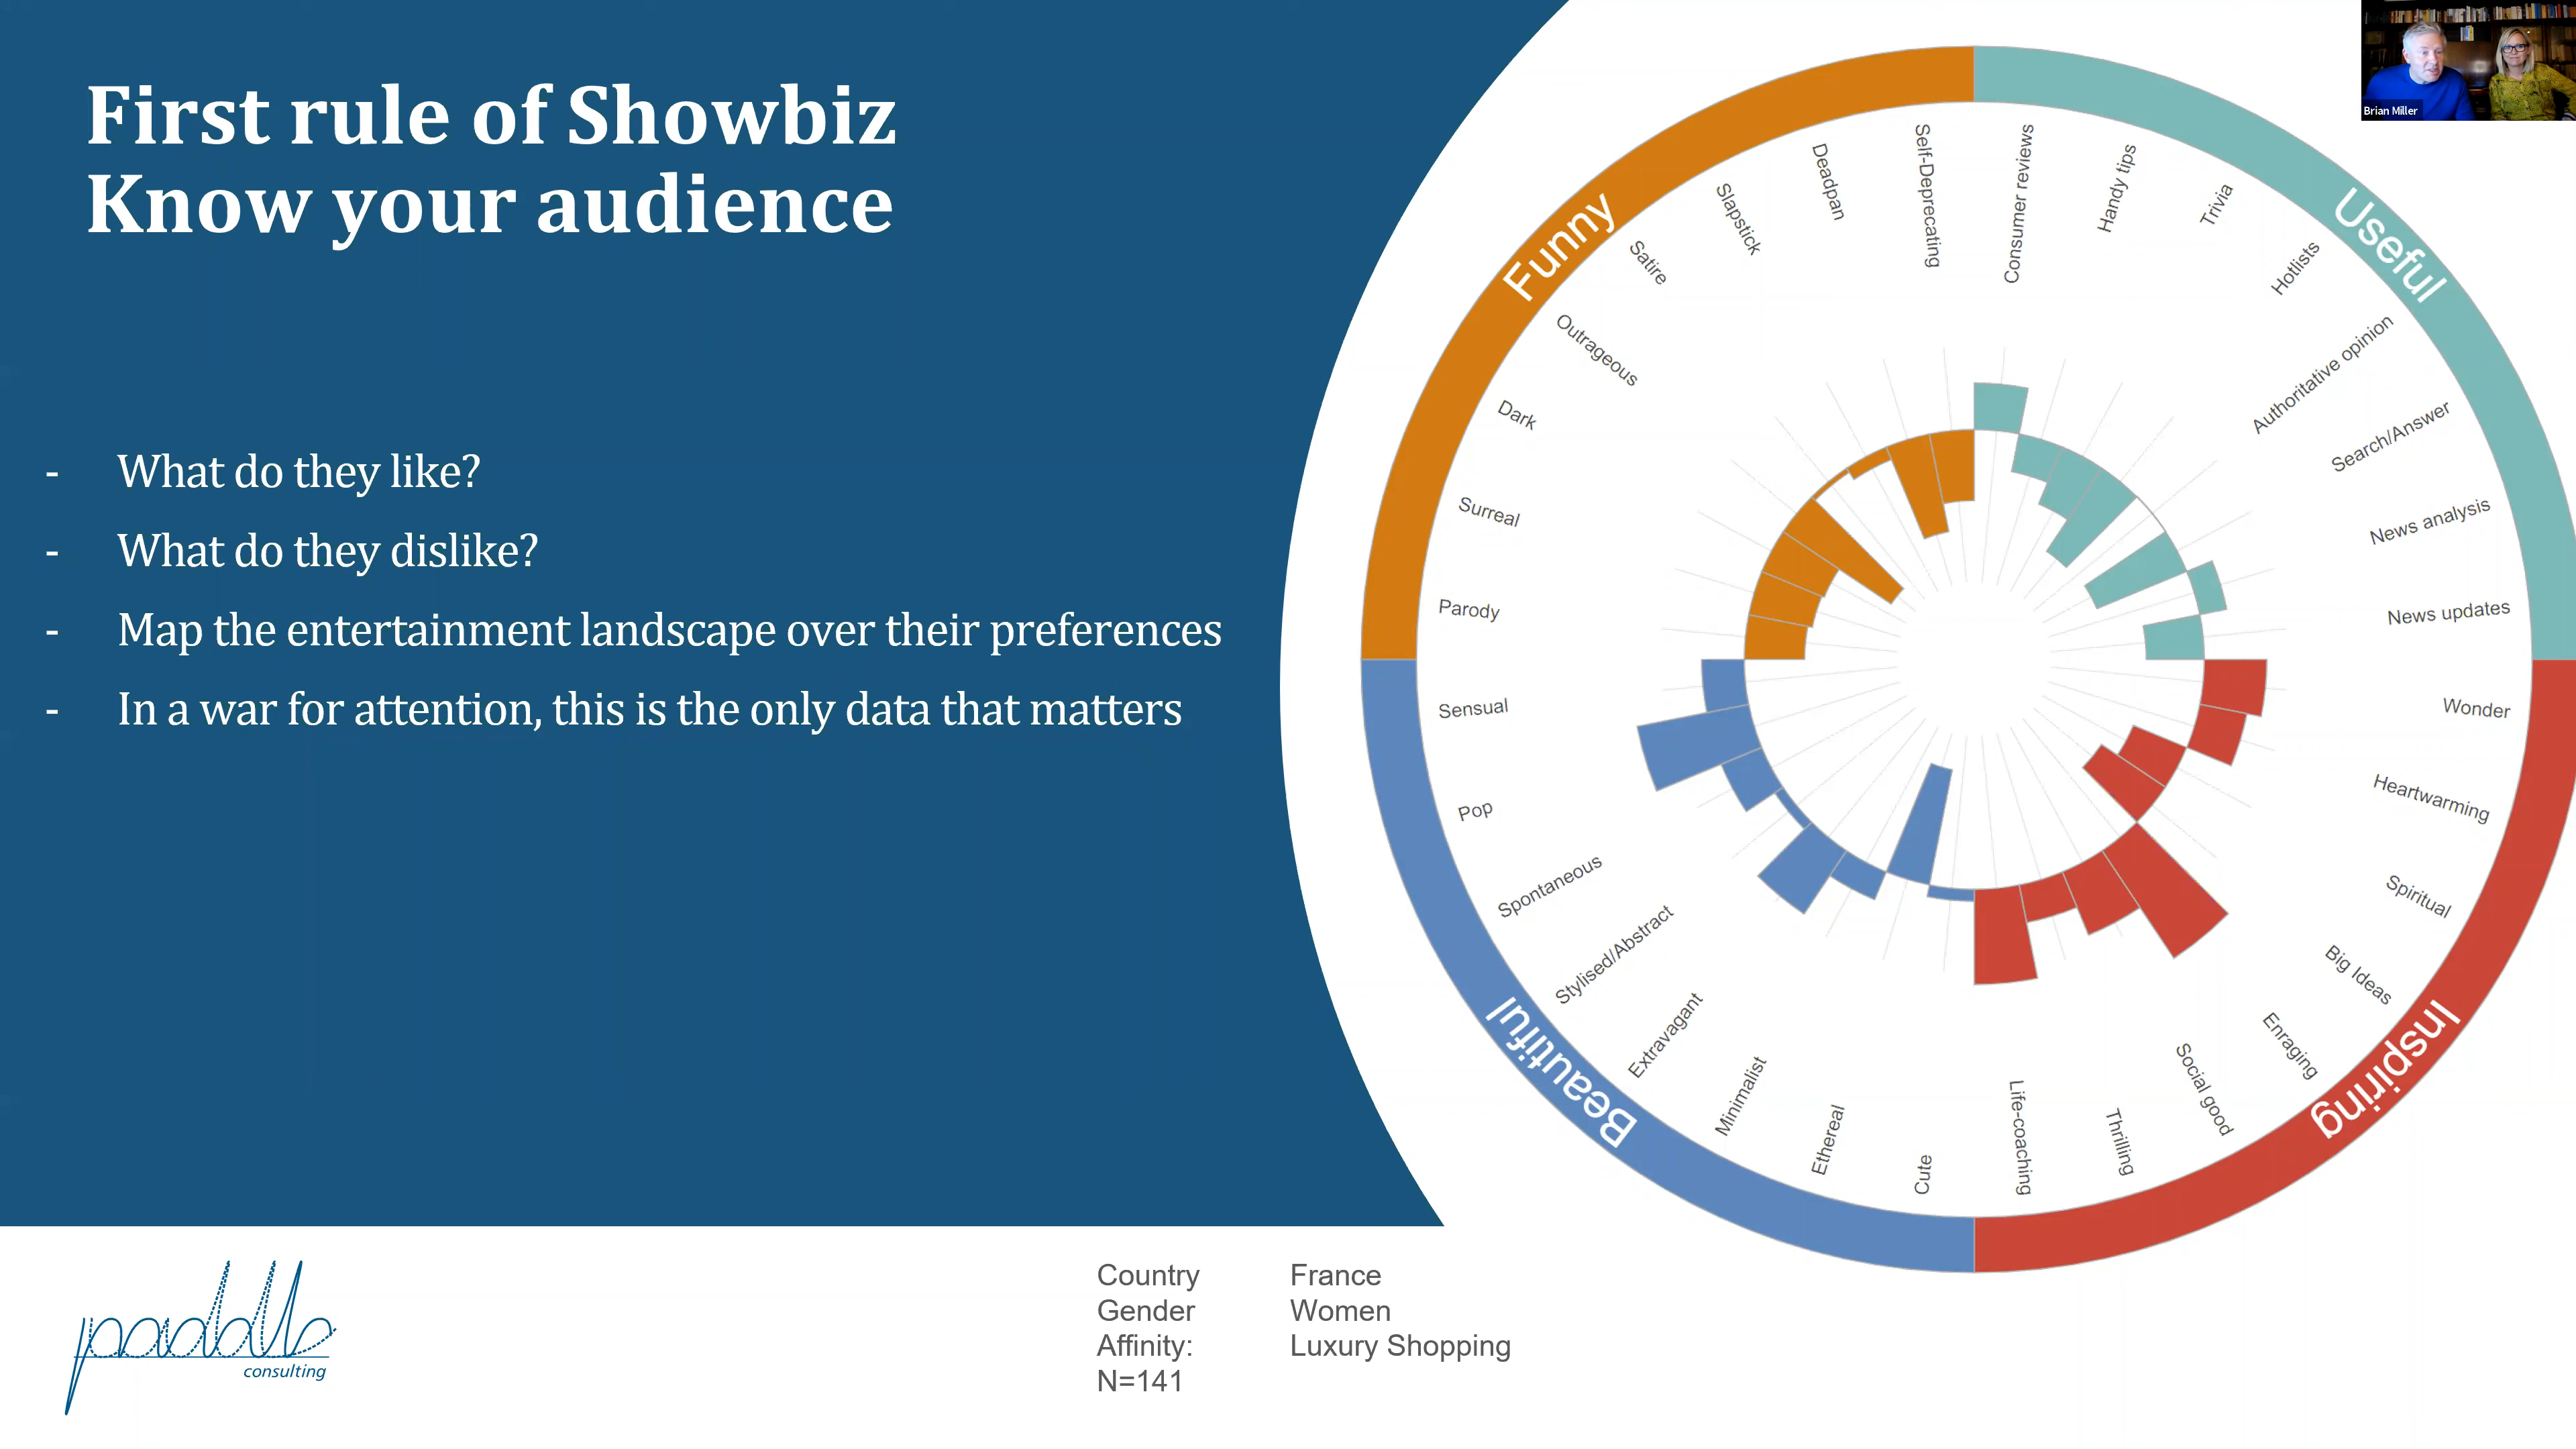 First rule of Showbiz
Know your audience
- What do they like?
- What do they dislike?
- Map the entertainment landscape over their preferences
- In a war for attention, this is the only data that matters
Funny
Useful
Inspiring
Beautiful
Consumer reviews
Handy tips
Trivia
Hotlists
Authoritative opinion
Search/Answer
News analysis
News updates
Wonder
Heartwarming
Spiritual
Big Ideas
Enraging
Social good
Thrilling
Life-coaching
Cute
Ethereal
Minimalist
Extravagant
Stylised/Abstract
Spontaneous
Pop
Sensual
Parody
Surreal
Dark
Outrageous
Satire
Slapstick
Deadpan
Self-Deprecating
Brian Miller
Country France
Gender Women
Affinity: Luxury Shopping
N=141
consulting